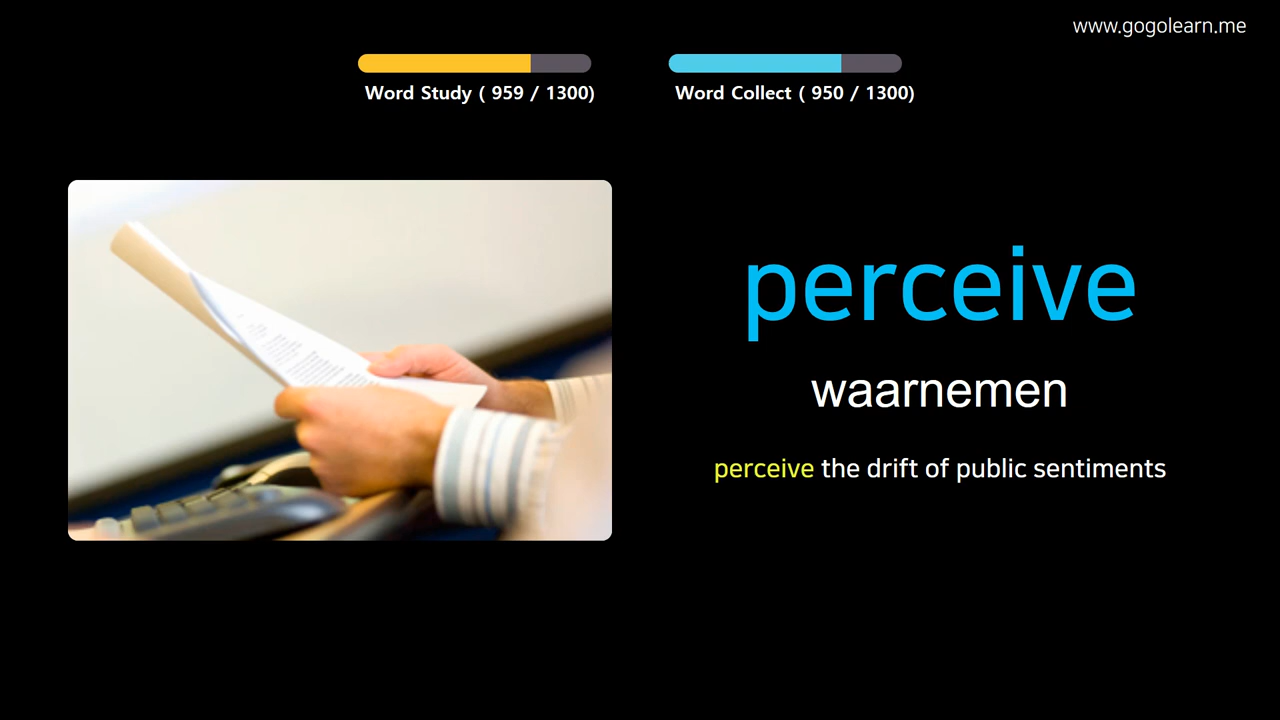 www.gogolearn.me
Word Study ( 959 / 1300)
Word Collect ( 950 / 1300)
perceive
waarnemen
perceive the drift of public sentiments